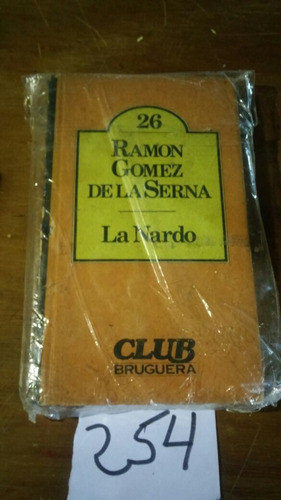 26
RAMON
GOMEZ
DE LA SERNA
La Nardo
CLUB
BRUGUERA
254